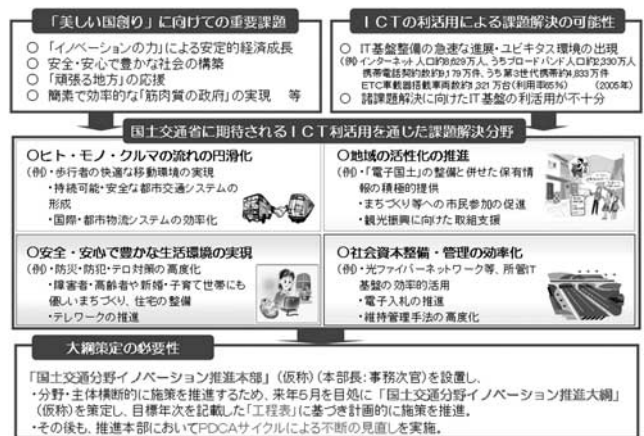 「美しい国創り」に向けての重要課題
○ 「イノベーションの力」による安定的経済成長
○ 安全・安心で豊かな社会の構築
○ 「頑張る地方」の応援
○ 簡素で効率的な「筋肉質の政府」の実現 等
ICTの利活用による課題解決の可能性
○ IT基盤整備の急速な進展・ユビキタス環境の出現
(例) インターネット人口約8,529万人、うちブロードバンド人口約2,330万人
携帯電話契約数約9,179万件、うち第3世代携帯約4,833万件
ETC車載器搭載車両数約1,321万台(利用率65%) (2005年)
○ 諸課題解決に向けたIT基盤の利活用が不十分
国土交通省に期待されるICT利活用を通じた課題解決分野
○ヒト・モノ・クルマの流れの円滑化
(例)・歩行者の快適な移動環境の実現
・持続可能・安全な都市交通システムの
形成
・国際・都市物流システムの効率化
○地域の活性化の推進
(例)・「電子国土」の整備と併せた保有情
報の積極的提供
・まちづくり等への市民参加の促進
・観光振興に向けた取組支援
○安全・安心で豊かな生活環境の実現
(例)・防災・防犯・テロ対策の高度化
・障害者・高齢者や新婚・子育て世帯にも
優しいまちづくり、住宅の整備
・テレワークの推進
○社会資本整備・管理の効率化
(例)・光ファイバーネットワーク等、所管IT
基盤の効率的活用
・電子入札の推進
・維持管理手法の高度化
大綱策定の必要性
「国土交通分野イノベーション推進本部」(仮称)(本部長:事務次官)を設置し、
・分野・主体横断的に施策を推進するため、来年5月を目処に「国土交通分野イノベーション推進大綱」
(仮称)を策定し、目標年次を記載した「工程表」に基づき計画的に施策を推進。
・その後も、推進本部においてPDCAサイクルによる不断の見直しを実施。